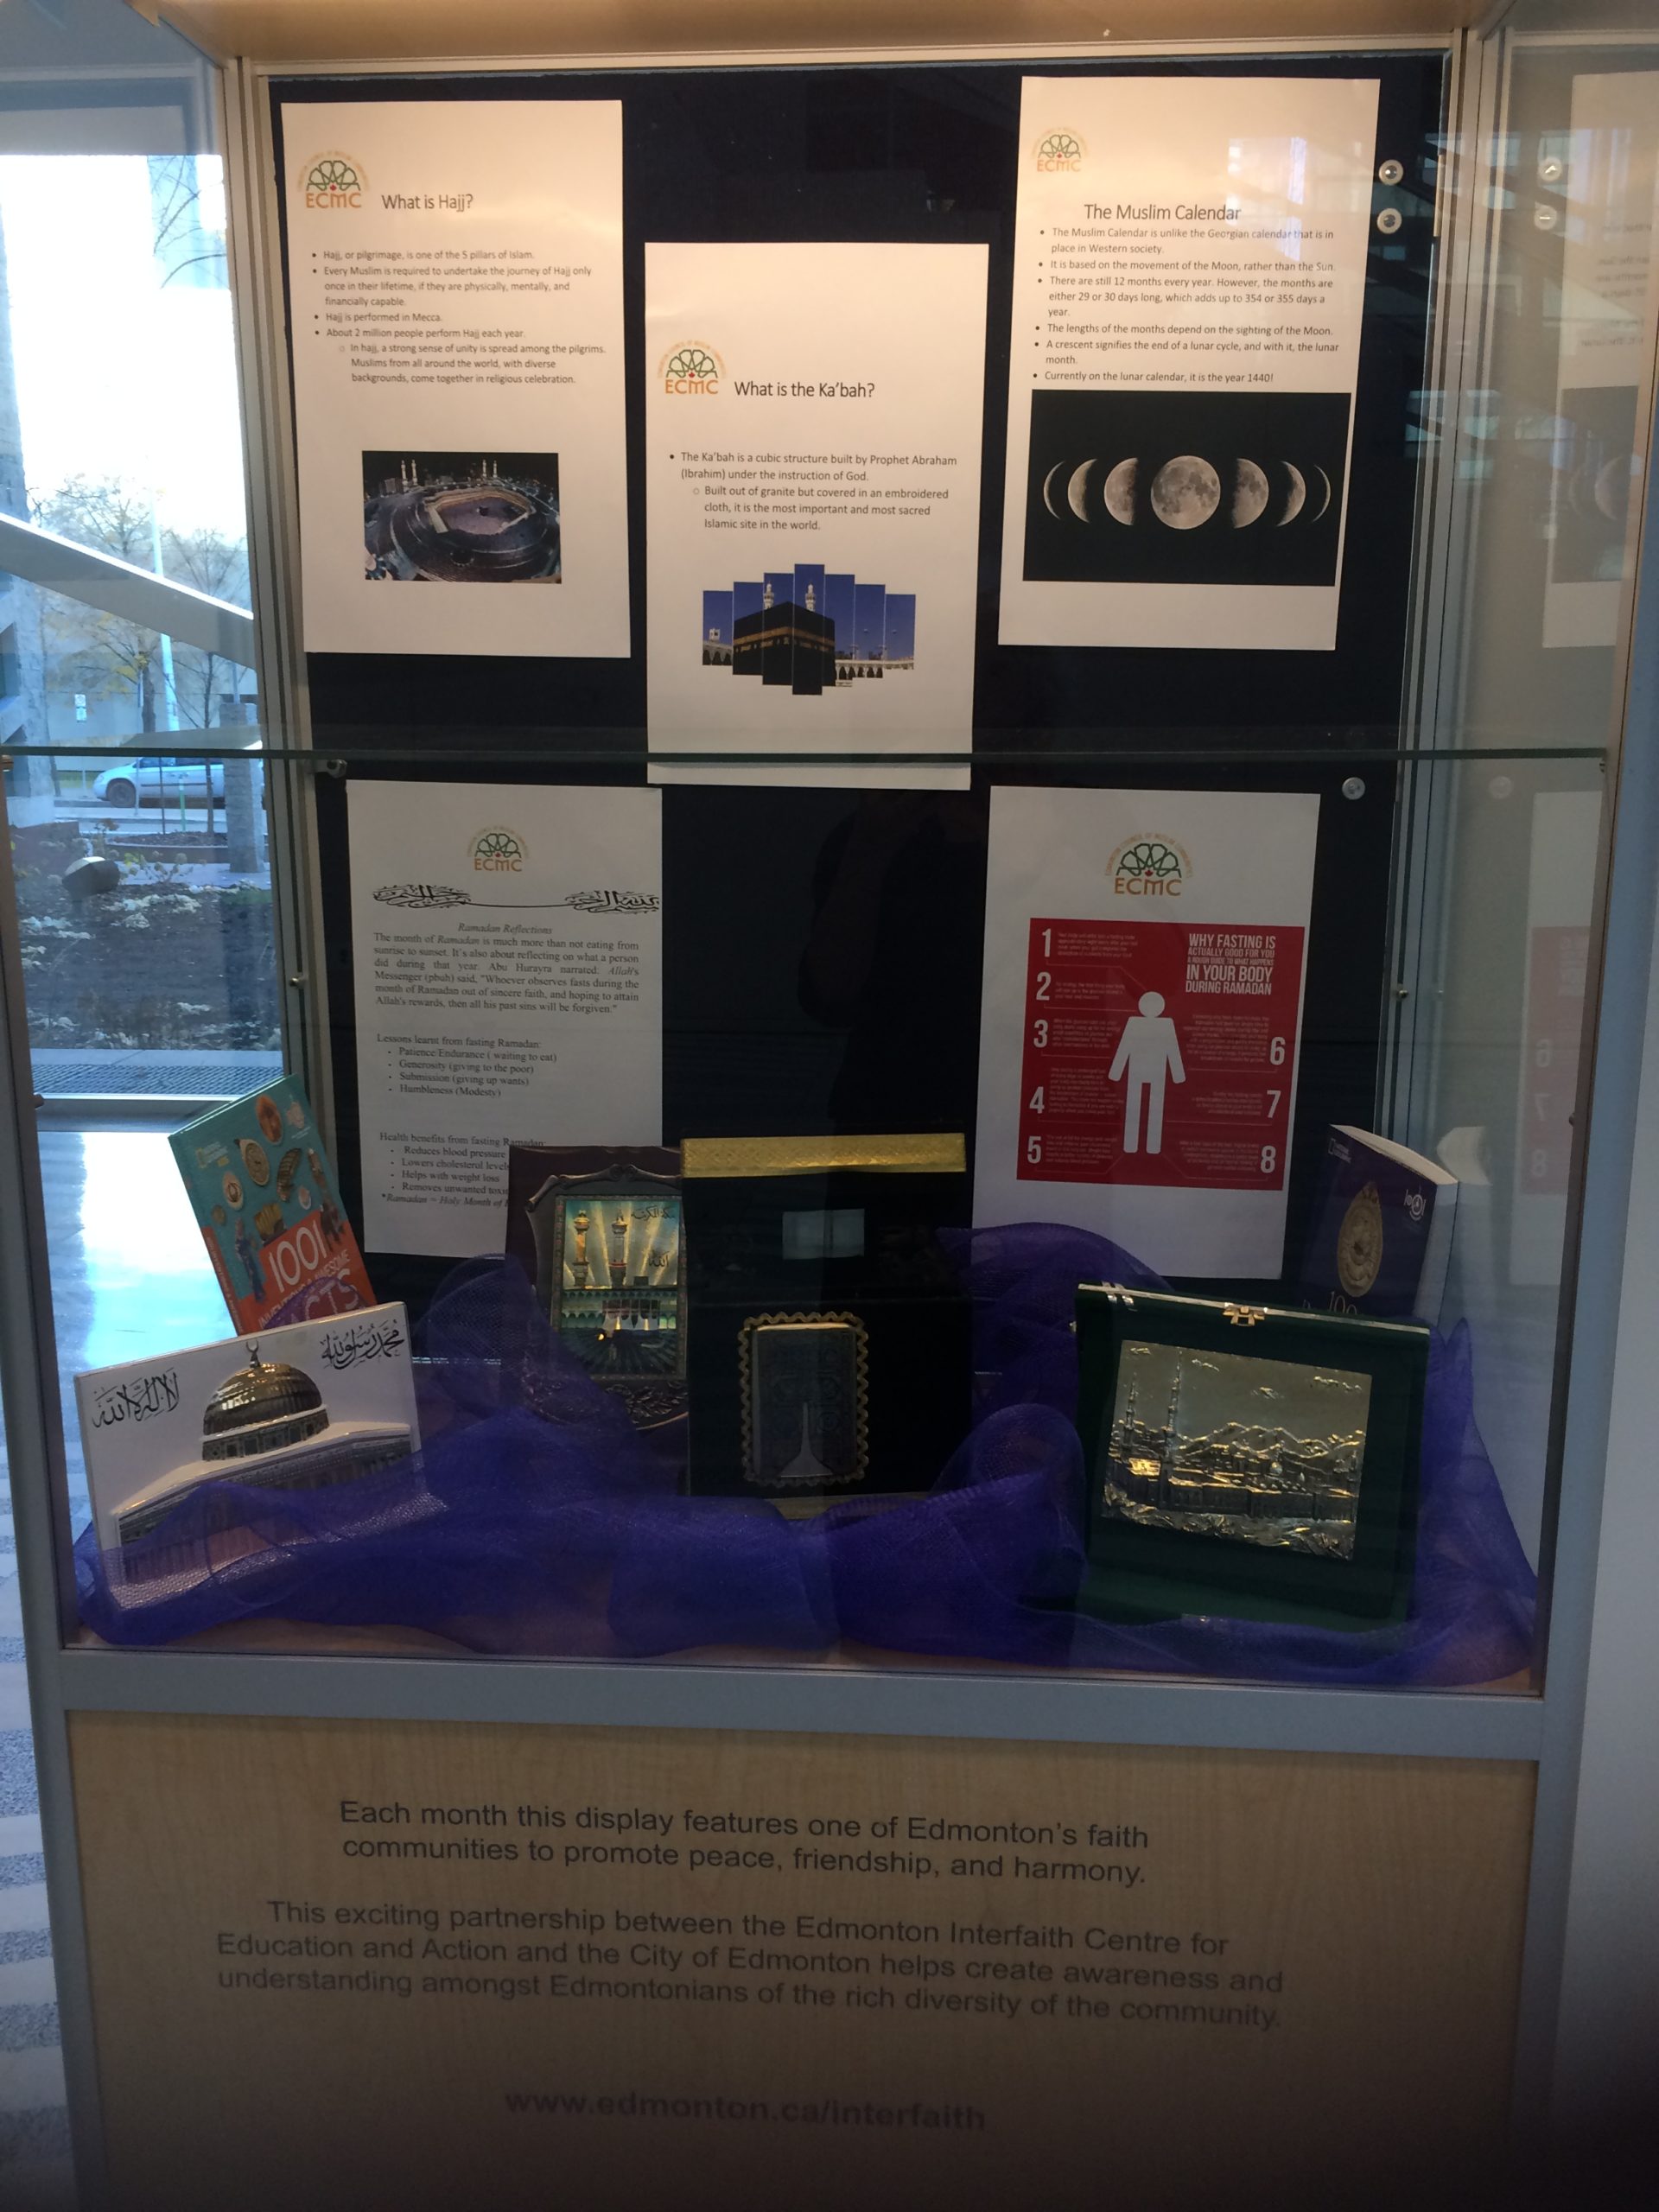 ECMC
What is Hajj?
• Hajj, or pilgrimage, is one of the 5 pillars of Islam.
• Every Muslim is required to undertake the journey of Hajj only
once in their lifetime, if they are physically, mentally, and
financially capable.
• Hajj is performed in Mecca.
• About 2 million people perform Hajj each year.
o In hajj, a strong sense of unity is spread among the pilgrims.
Muslims from all around the world, with diverse
backgrounds, come together in religious celebration.
ECMC
What is the Ka'bah?
• The Ka'bah is a cubic structure built by Prophet Abraham
(Ibrahim) under the instruction of God.
o Built out of granite but covered in an embroidered
cloth, it is the most important and most sacred
Islamic site in the world.
ECMC
The Muslim Calendar
• The Muslim Calendar is unlike the Georgian calendar that is in
place in Western society.
• It is based on the movement of the Moon, rather than the Sun.
• There are still 12 months every year. However, the months are
either 29 or 30 days long, which adds up to 354 or 355 days a
year.
• The lengths of the months depend on the sighting of the Moon.
• A crescent signifies the end of a lunar cycle, and with it, the lunar
month.
• Currently on the lunar calendar, it is the year 1440!
ECMC
Ramadan Reflections
The month of Ramadan is much more than not eating from
sunrise to sunset. It's also about reflecting on what a person
did during that year. Abu Hurayra narrated: Allah's
Messenger (pbuh) said, "Whoever observes fasts during the
month of Ramadan out of sincere faith, and hoping to attain
Allah's rewards, then all his past sins will be forgiven."
Lessons learnt from fasting Ramadan:
- Patience/Endurance ( waiting to eat)
- Generosity (giving to the poor)
- Submission (giving up wants)
- Humbleness (Modesty)
Health benefits from fasting Ramadan:
- Reduces blood pressure
- Lowers cholesterol levels
- Helps with weight loss
- Removes unwanted
*Ramadan ~ Holy Month of
EDMONTON COUNCIL OF MUSLIM COMMUNITIES
ECMC
WHY FASTING IS
ACTUALLY GOOD FOR YOU
A ROUGH GUIDE TO WHAT HAPPENS
IN YOUR BODY
DURING RAMADAN
1
2
3
4
5
6
7
8
1001
لا إله إلا الله
محمد رسول الله
1001
Each month this display features one of Edmonton's faith
communities to promote peace, friendship, and harmony.
This exciting partnership between the Edmonton Interfaith Centre for
Education and Action and the City of Edmonton helps create awareness and
understanding amongst Edmontonians of the rich diversity of the community.
www.edmonton.ca/interfaith